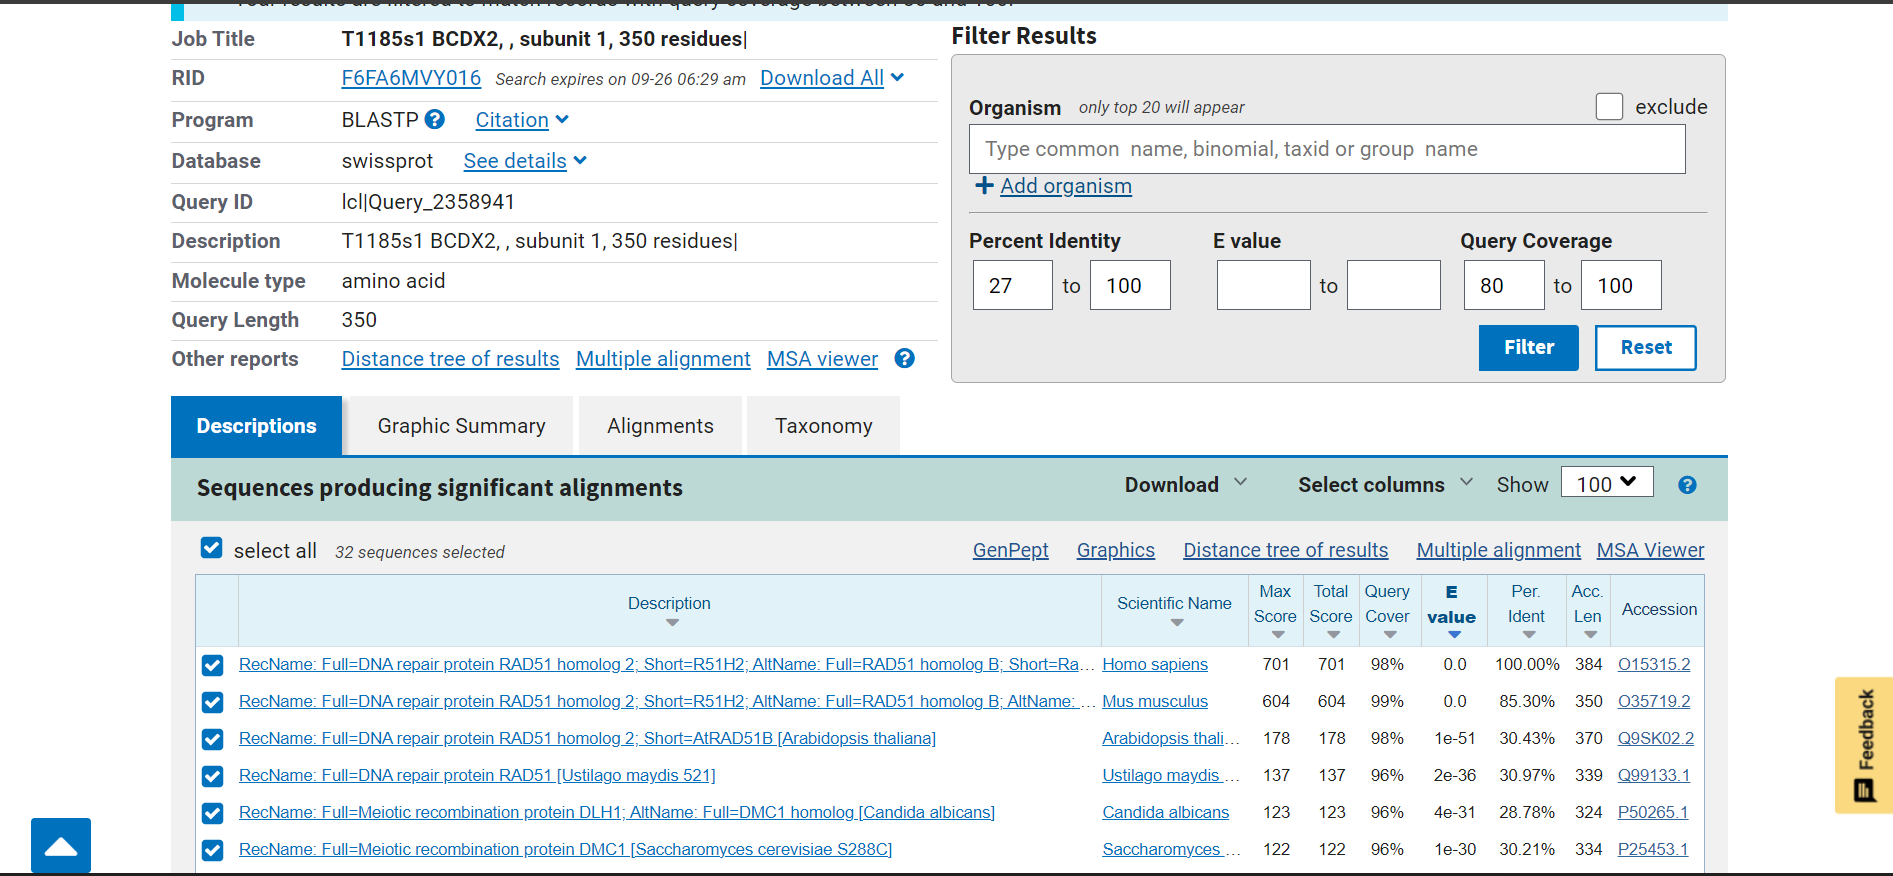 Your results are filtered to match records with query coverage between 80 and 100.
Job Title T1185s1 BCDX2, , subunit 1, 350 residues|
RID F6FA6MVY016 Search expires on 09-26 06:29 am Download All
Program BLASTP ? Citation
Database swissprot See details
Query ID lcl|Query_2358941
Description T1185s1 BCDX2, , subunit 1, 350 residues|
Molecule type amino acid
Query Length 350
Other reports Distance tree of results Multiple alignment MSA viewer ?
Filter Results
Organism only top 20 will appear exclude
Type common name, binomial, taxid or group name
+ Add organism
Percent Identity E value Query Coverage
27 to 100 to 80 to 100
Filter Reset
Descriptions Graphic Summary Alignments Taxonomy
Sequences producing significant alignments Download Select columns Show 100 ?
select all 32 sequences selected GenPept Graphics Distance tree of results Multiple alignment MSA Viewer
Description Scientific Name Max Score Total Score Query Cover E value Per. Ident Acc. Len Accession
RecName: Full=DNA repair protein RAD51 homolog 2; Short=R51H2; AltName: Full=RAD51 homolog B; Short=Ra... Homo sapiens 701 701 98% 0.0 100.00% 384 O15315.2
RecName: Full=DNA repair protein RAD51 homolog 2; Short=R51H2; AltName: Full=RAD51 homolog B; AltName: ... Mus musculus 604 604 99% 0.0 85.30% 350 O35719.2
RecName: Full=DNA repair protein RAD51 homolog 2; Short=AtRAD51B [Arabidopsis thaliana] Arabidopsis thali... 178 178 98% 1e-51 30.43% 370 Q9SK02.2
RecName: Full=DNA repair protein RAD51 [Ustilago maydis 521] Ustilago maydis ... 137 137 96% 2e-36 30.97% 339 Q99133.1
RecName: Full=Meiotic recombination protein DLH1; AltName: Full=DMC1 homolog [Candida albicans] Candida albicans 123 123 96% 4e-31 28.78% 324 P50265.1
RecName: Full=Meiotic recombination protein DMC1 [Saccharomyces cerevisiae S288C] Saccharomyces ... 122 122 96% 1e-30 30.21% 334 P25453.1
Feedback